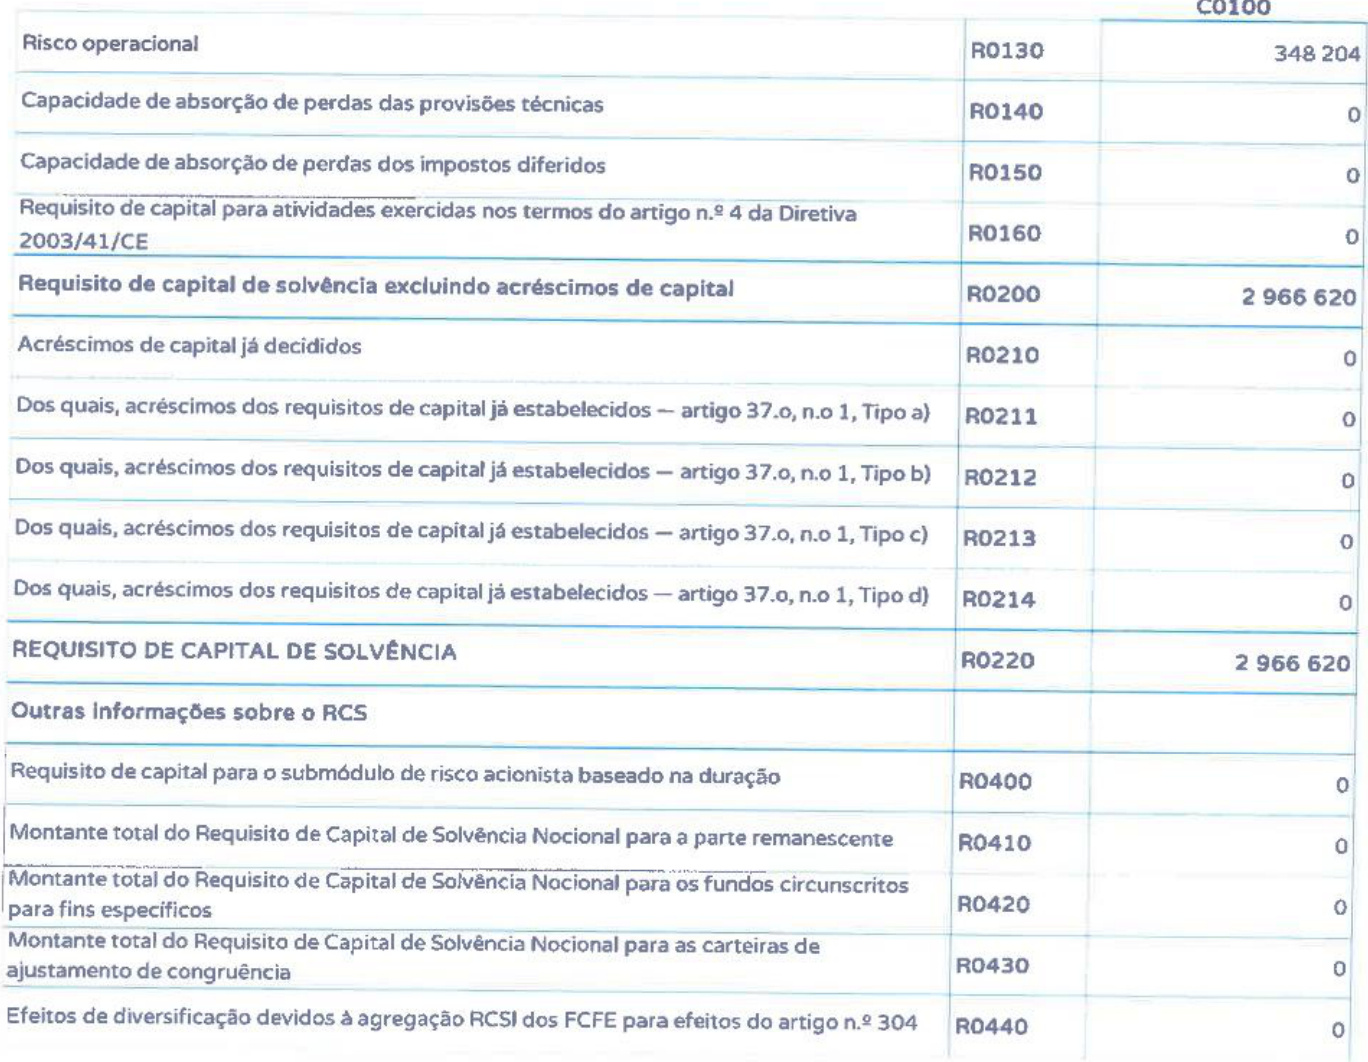 C0100
Risco operacional R0130 348 204
Capacidade de absorção de perdas das provisões técnicas R0140 0
Capacidade de absorção de perdas dos impostos diferidos R0150 0
Requisito de capital para atividades exercidas nos termos do artigo n.º 4 da Diretiva
2003/41/CE R0160 0
Requisito de capital de solvência excluindo acréscimos de capital R0200 2 966 620
Acréscimos de capital já decididos R0210 0
Dos quais, acréscimos dos requisitos de capital já estabelecidos — artigo 37.o, n.o 1, Tipo a) R0211 0
Dos quais, acréscimos dos requisitos de capital já estabelecidos — artigo 37.o, n.o 1, Tipo b) R0212 0
Dos quais, acréscimos dos requisitos de capital já estabelecidos — artigo 37.o, n.o 1, Tipo c) R0213 0
Dos quais, acréscimos dos requisitos de capital já estabelecidos — artigo 37.o, n.o 1, Tipo d) R0214 0
REQUISITO DE CAPITAL DE SOLVÊNCIA R0220 2 966 620
Outras informações sobre o RCS
Requisito de capital para o submódulo de risco acionista baseado na duração R0400 0
Montante total do Requisito de Capital de Solvência Nocional para a parte remanescente R0410 0
Montante total do Requisito de Capital de Solvência Nocional para os fundos circunscritos
para fins específicos R0420 0
Montante total do Requisito de Capital de Solvência Nocional para as carteiras de
ajustamento de congruência R0430 0
Efeitos de diversificação devidos à agregação RCSI dos FCFE para efeitos do artigo n.º 304 R0440 0